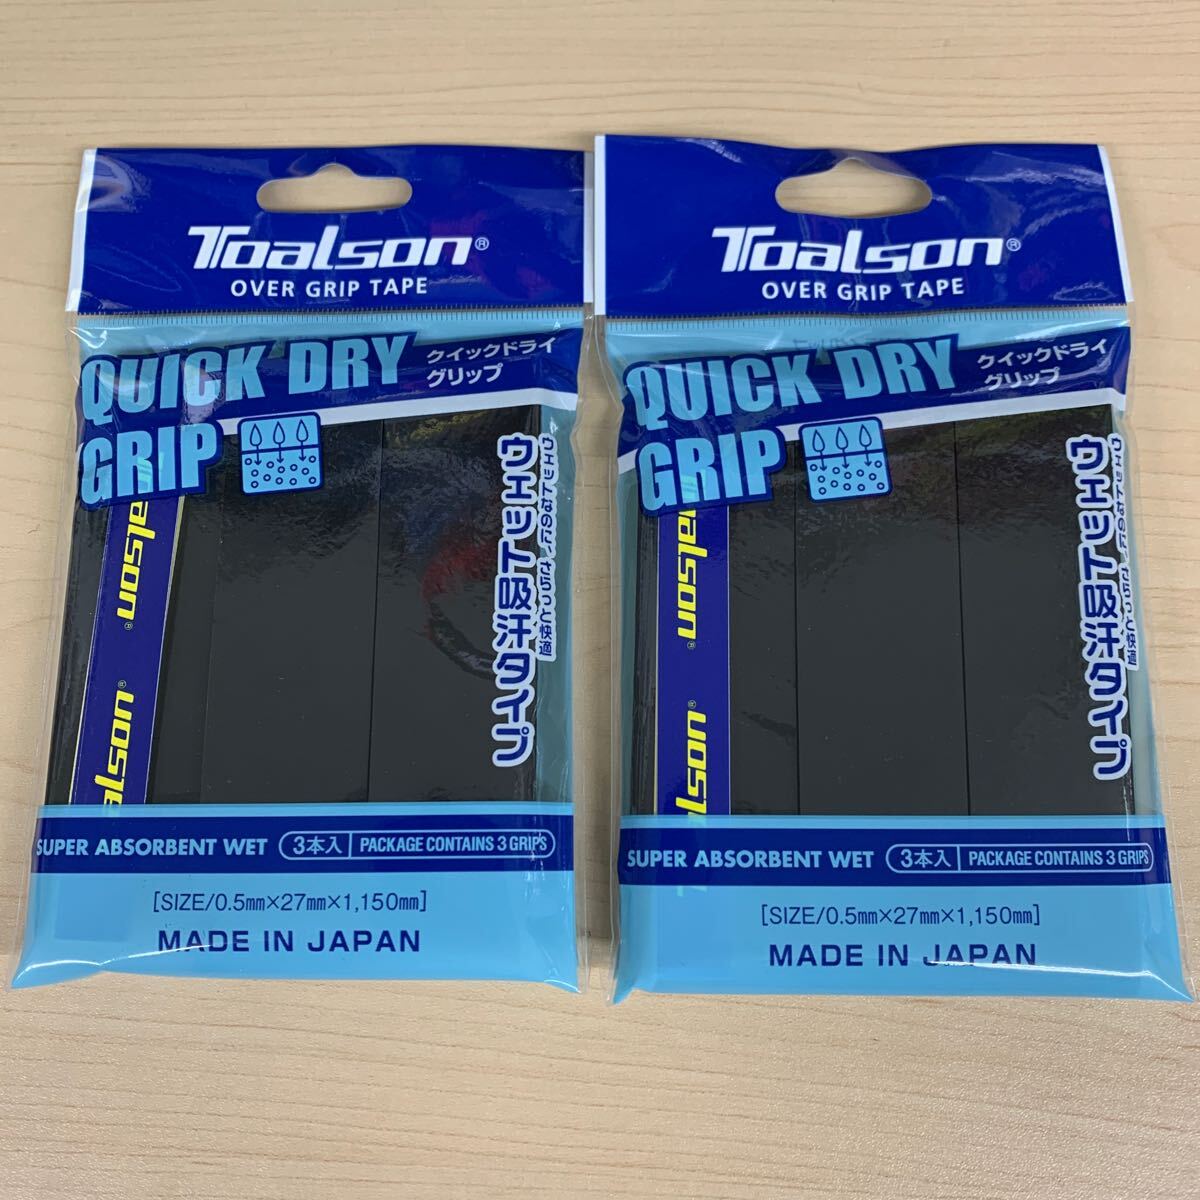 Toalson®
OVER GRIP TAPE
QUICK DRY
GRIP
クイックドライ
グリップ
ウェット吸汗タイプ
alson®
alson®
SUPER ABSORBENT WET
3本入 PACKAGE CONTAINS 3 GRIPS
[SIZE/0.5mm×27mm×1,150mm]
MADE IN JAPAN
Toalson®
OVER GRIP TAPE
QUICK DRY
GRIP
クイックドライ
グリップ
ウェット吸汗タイプ
alson®
alson®
SUPER ABSORBENT WET
3本入 PACKAGE CONTAINS 3 GRIPS
[SIZE/0.5mm×27mm×1,150mm]
MADE IN JAPAN